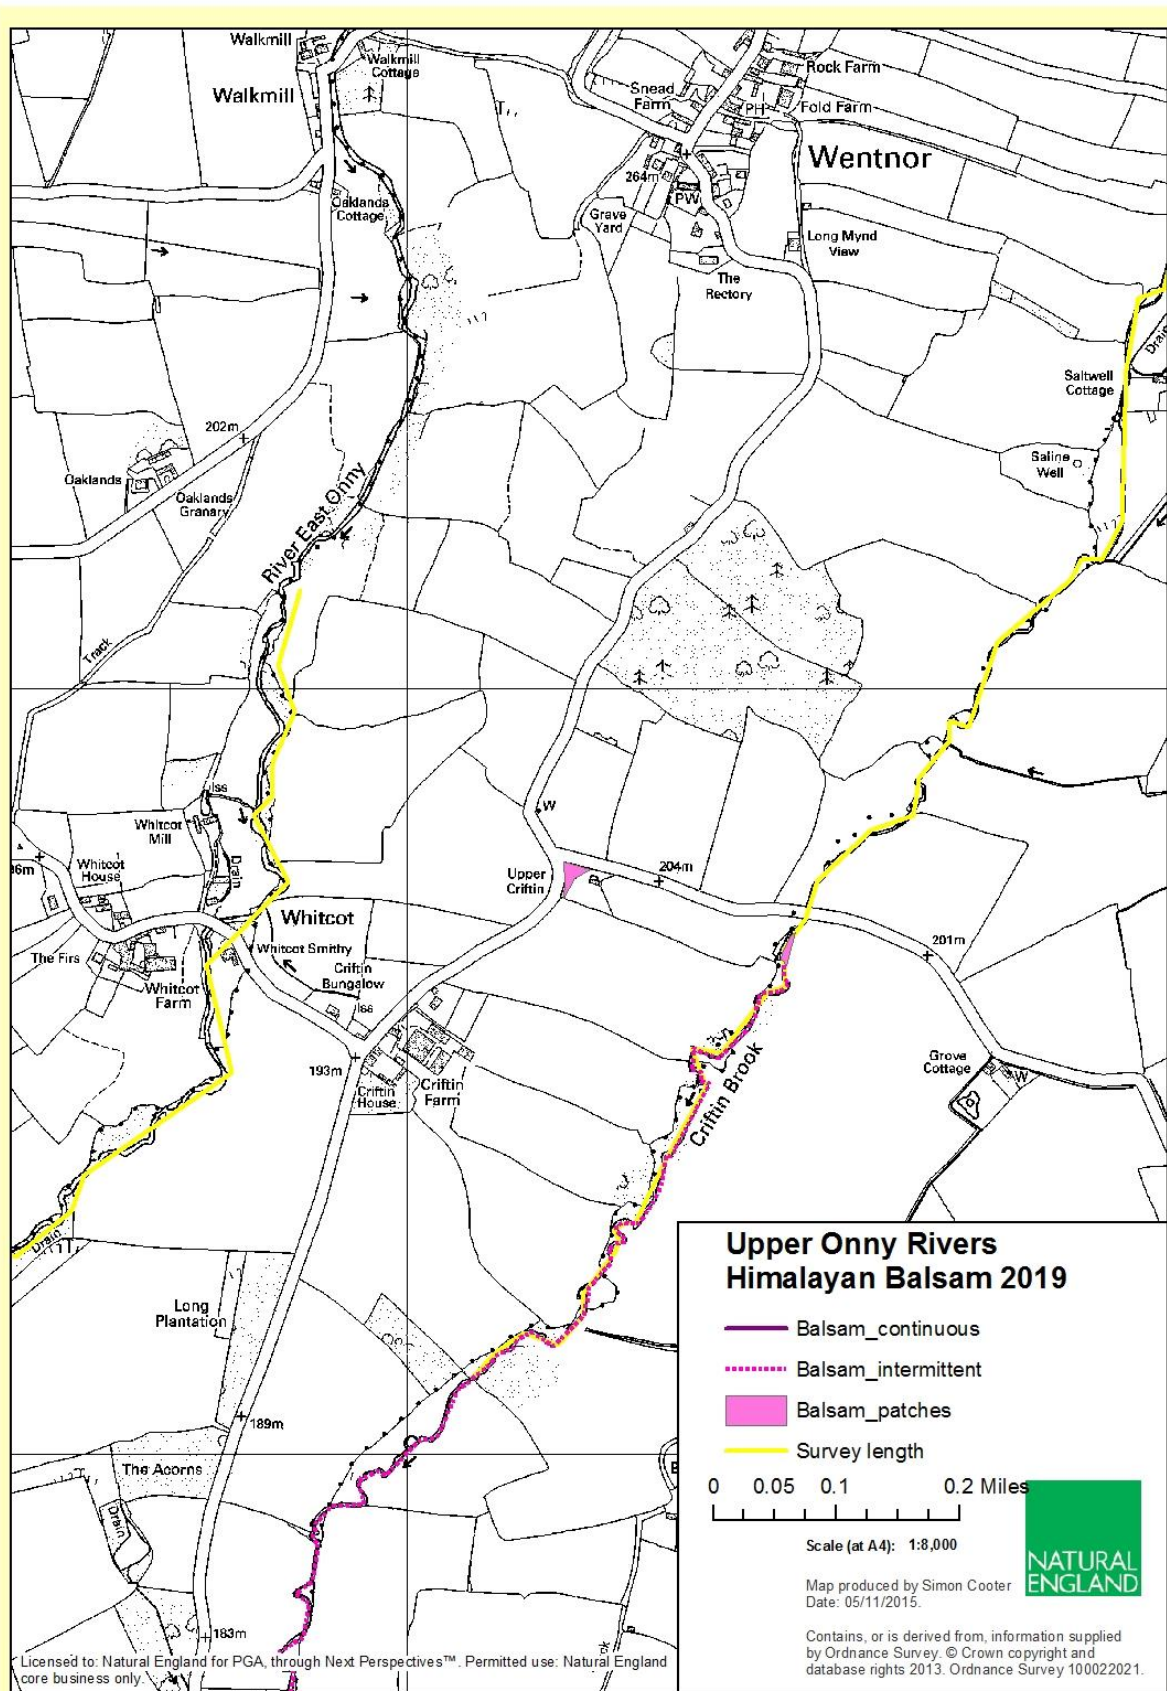 Walkmill
Walkmill
Cottage
Walkmill
Rock Farm
Snead
Farm
PH
Fold Farm
Wentnor
264m
PW
Oaklands
Cottage
Grave
Yard
Long Mynd
View
The
Rectory
Drain
Saltwell
Cottage
202m
Saline
Well
Oaklands
Oaklands
Granary
River East Onny
Track
Iss
W
Whitcot
Mill
Drain
Whitcot
House
96m
Upper
Criftin
204m
Whitcot
Whitcot Smithy
201m
The Firs
Criftin
Bungalow
Whitcot
Farm
Iss
193m
Criftin
House
Criftin
Farm
Criftin Brook
Grove
Cottage
W
Drain
Long
Plantation
189m
The Acorns
Drain
183m
Upper Onny Rivers
Himalayan Balsam 2019
Balsam_continuous
Balsam_intermittent
Balsam_patches
Survey length
0 0.05 0.1 0.2 Miles
Scale (at A4): 1:8,000
NATURAL
ENGLAND
Map produced by Simon Cooter
Date: 05/11/2015.
Contains, or is derived from, information supplied
by Ordnance Survey. © Crown copyright and
database rights 2013. Ordnance Survey 100022021.
Licensed to: Natural England for PGA, through Next Perspectives™. Permitted use: Natural England
core business only.